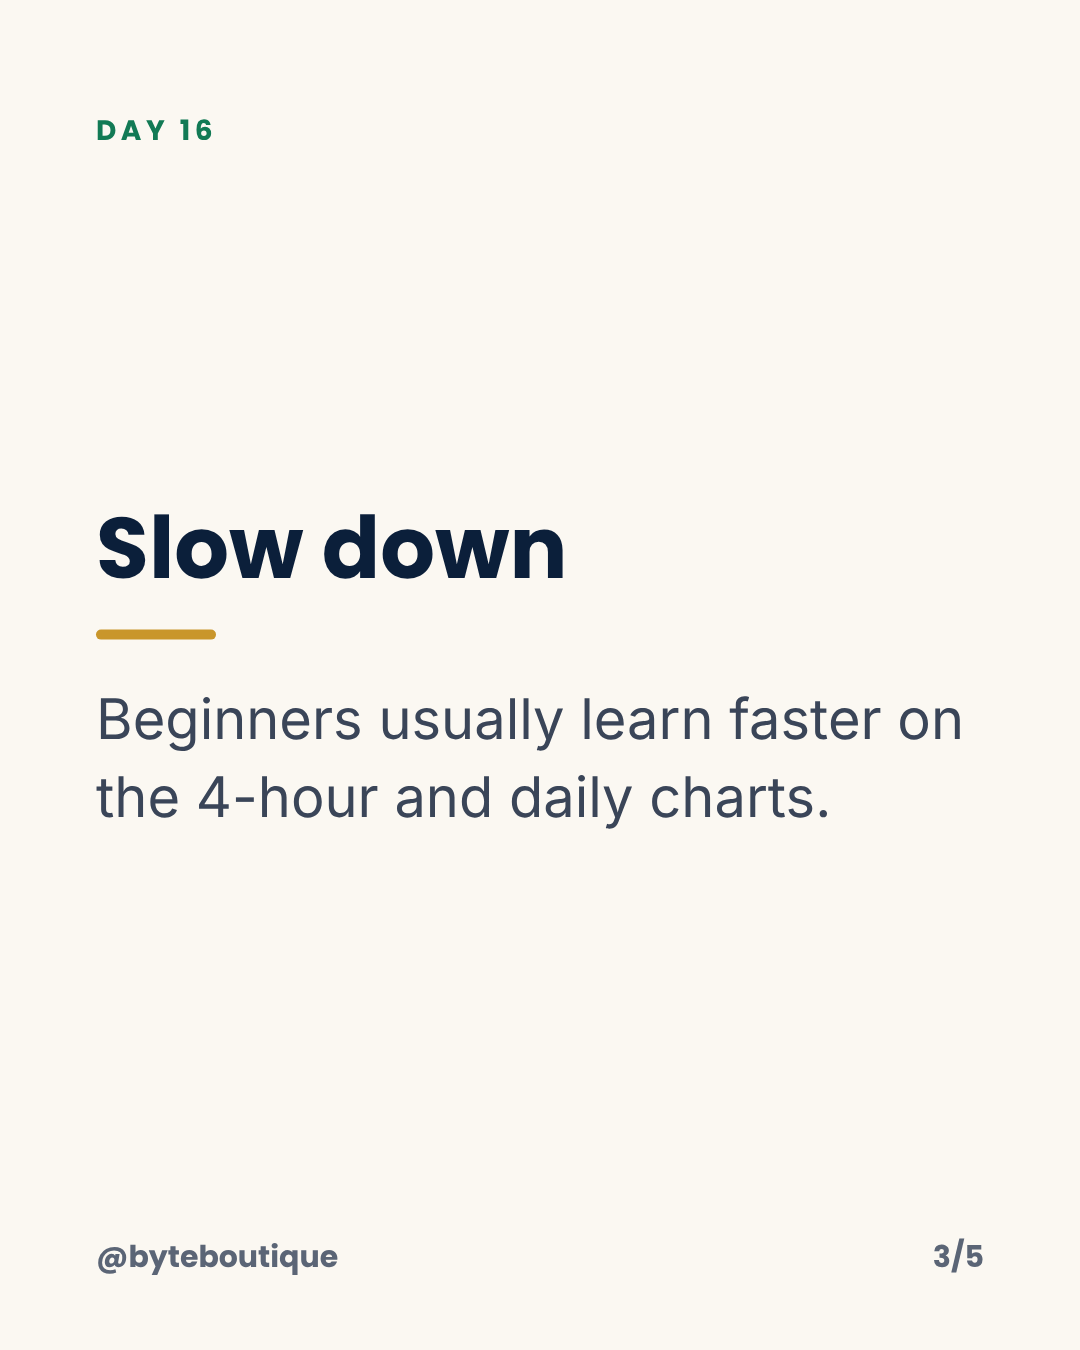 DAY 16
Slow down
Beginners usually learn faster on
the 4-hour and daily charts.
@byteboutique
3/5